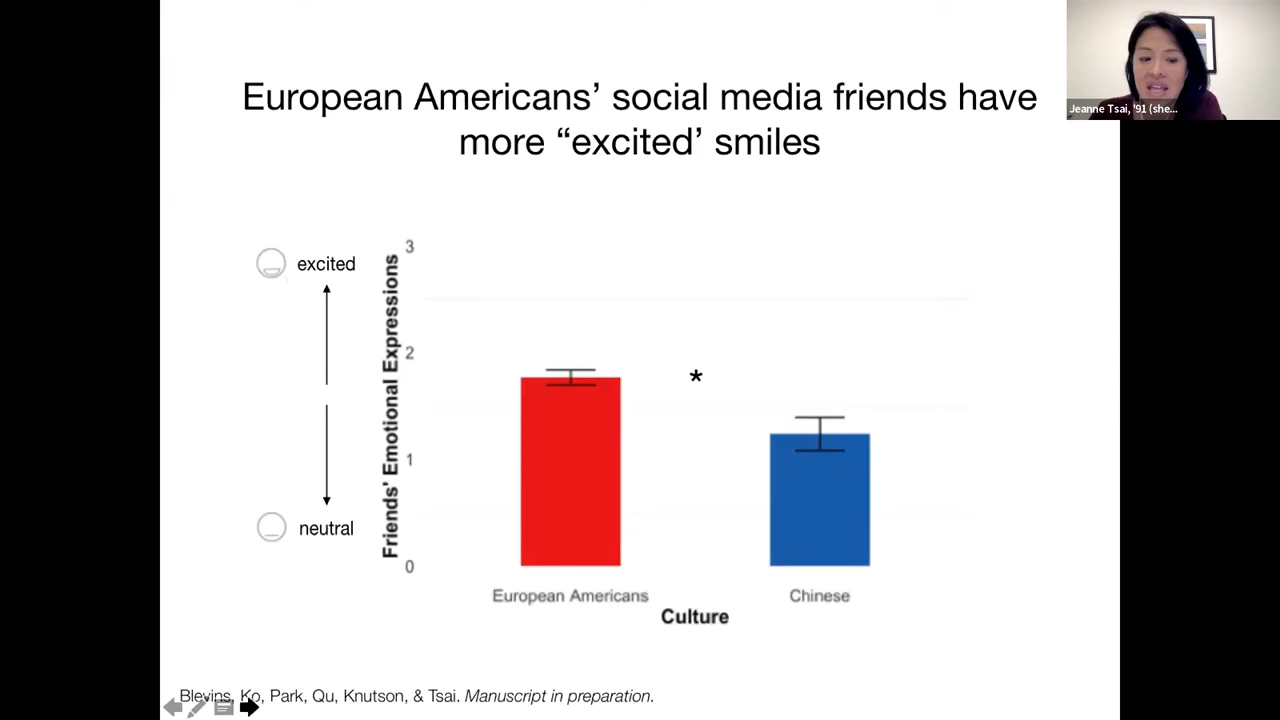 European Americans’ social media friends have
more “excited’ smiles
Jeanne Tsai, '91 (she...
3
excited
2
Friends' Emotional Expressions
*
1
neutral
0
European Americans
Chinese
Culture
Blevins, Ko, Park, Qu, Knutson, & Tsai. Manuscript in preparation.